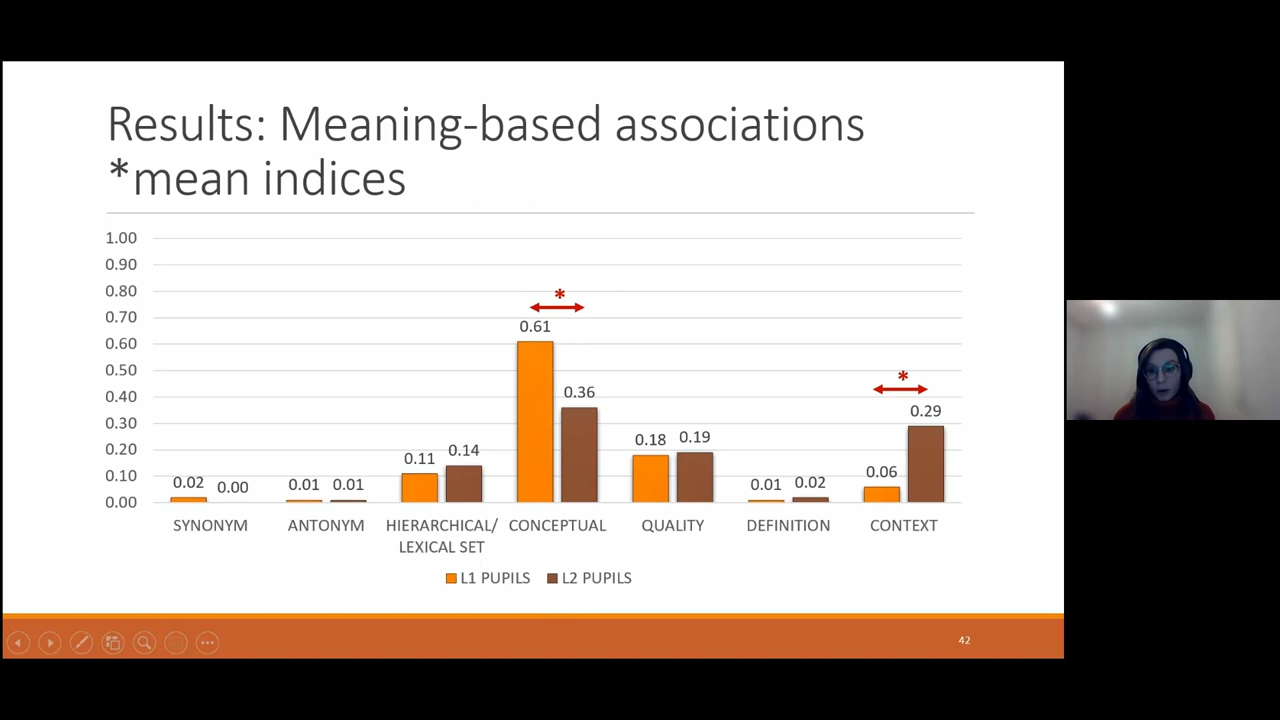 Results: Meaning-based associations
*mean indices
1.00
0.90
0.80
0.70
0.60
0.50
0.40
0.30
0.20
0.10
0.00
*
*
0.02 0.00
0.01 0.01
0.11 0.14
0.61 0.36
0.18 0.19
0.01 0.02
0.06 0.29
SYNONYM
ANTONYM
HIERARCHICAL/
LEXICAL SET
CONCEPTUAL
QUALITY
DEFINITION
CONTEXT
L1 PUPILS L2 PUPILS
42